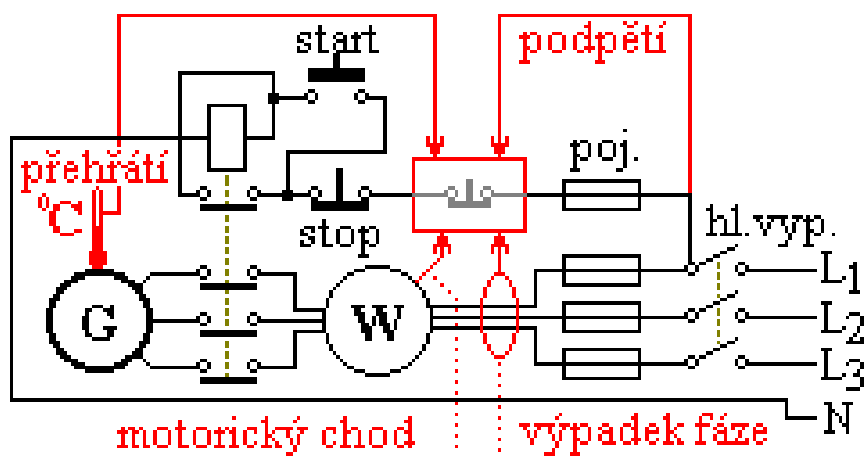 start
podpětí
přehřátí
°C
poj.
stop
hl.vyp.
G
W
L1
L2
L3
N
motorický chod
výpadek fáze